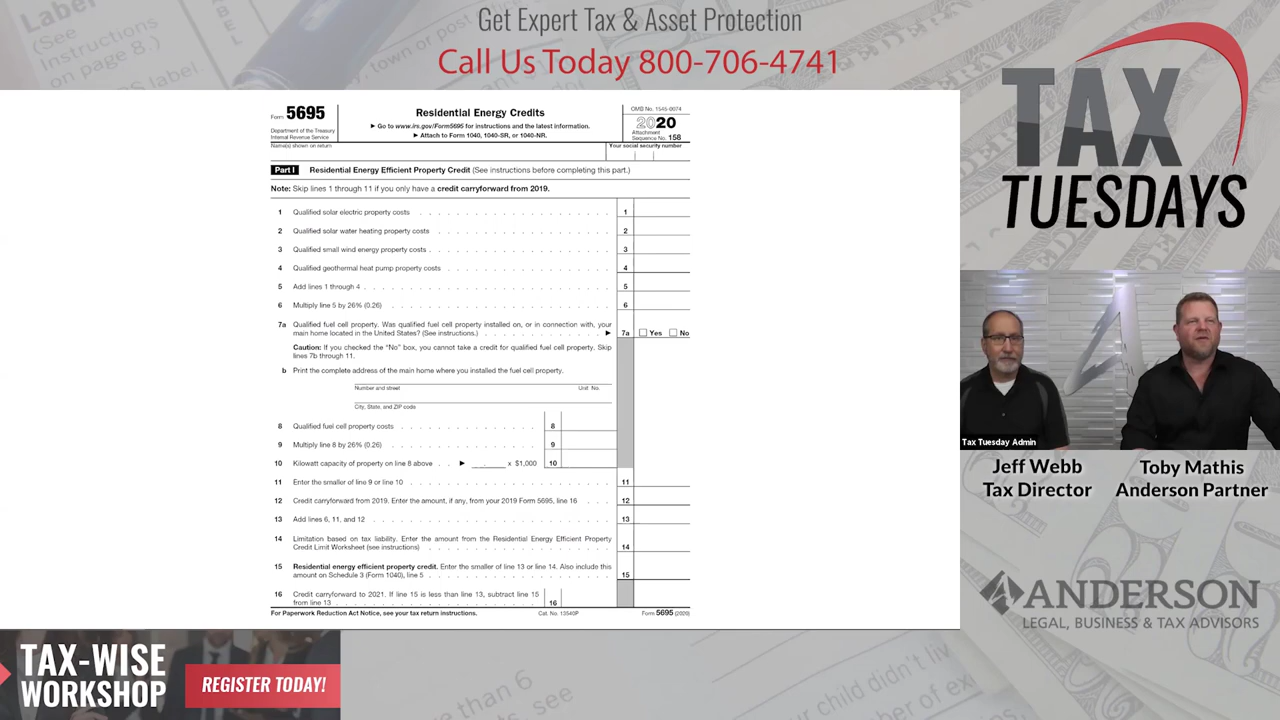 Get Expert Tax & Asset Protection
Call Us Today 800-706-4741
Label
(See
Instructions
on page 8.)
Form 5695
Department of the Treasury
Internal Revenue Service
Residential Energy Credits
► Go to www.irs.gov/Form5695 for instructions and the latest information.
► Attach to Form 1040, 1040-SR, or 1040-NR.
OMB No. 1545-0074
2020
Attachment
Sequence No. 158
Name(s) shown on return
Your social security number
Part I Residential Energy Efficient Property Credit (See instructions before completing this part.)
Note: Skip lines 1 through 11 if you only have a credit carryforward from 2019.
1 Qualified solar electric property costs . . . . . . . . . . . . . . . . . . 1
2 Qualified solar water heating property costs . . . . . . . . . . . . . . . . . 2
3 Qualified small wind energy property costs . . . . . . . . . . . . . . . . . 3
4 Qualified geothermal heat pump property costs . . . . . . . . . . . . . . . . 4
5 Add lines 1 through 4 . . . . . . . . . . . . . . . . . . . . . 5
6 Multiply line 5 by 26% (0.26) . . . . . . . . . . . . . . . . . . . . 6
7a Qualified fuel cell property. Was qualified fuel cell property installed on, or in connection with, your
main home located in the United States? (See instructions.) . . . . . . . . . . . ► 7a Yes No
Caution: If you checked the "No" box, you cannot take a credit for qualified fuel cell property. Skip
lines 7b through 11.
b Print the complete address of the main home where you installed the fuel cell property.
Number and street Unit No.
City, State, and ZIP code
8 Qualified fuel cell property costs . . . . . . . . . . . 8
9 Multiply line 8 by 26% (0.26) . . . . . . . . . . . . 9
10 Kilowatt capacity of property on line 8 above . . ► . x $1,000 10
11 Enter the smaller of line 9 or line 10 . . . . . . . . . . . . . . . . . . 11
12 Credit carryforward from 2019. Enter the amount, if any, from your 2019 Form 5695, line 16 . . . 12
13 Add lines 6, 11, and 12 . . . . . . . . . . . . . . . . . . . . 13
14 Limitation based on tax liability. Enter the amount from the Residential Energy Efficient Property
Credit Limit Worksheet (see instructions) . . . . . . . . . . . . . . . . . 14
15 Residential energy efficient property credit. Enter the smaller of line 13 or line 14. Also include this
amount on Schedule 3 (Form 1040), line 5 . . . . . . . . . . . . . . . . . 15
16 Credit carryforward to 2021. If line 15 is less than line 13, subtract line 15
from line 13 . . . . . . . . . . . . . . . . . 16
For Paperwork Reduction Act Notice, see your tax return instructions. Cat. No. 13540P Form 5695 (2020)
TAX
TUESDAYS
Tax Tuesday Admin
Jeff Webb
Tax Director
Toby Mathis
Anderson Partner
ANDERSON
LEGAL, BUSINESS & TAX ADVISORS
TAX-WISE
WORKSHOP
REGISTER TODAY!